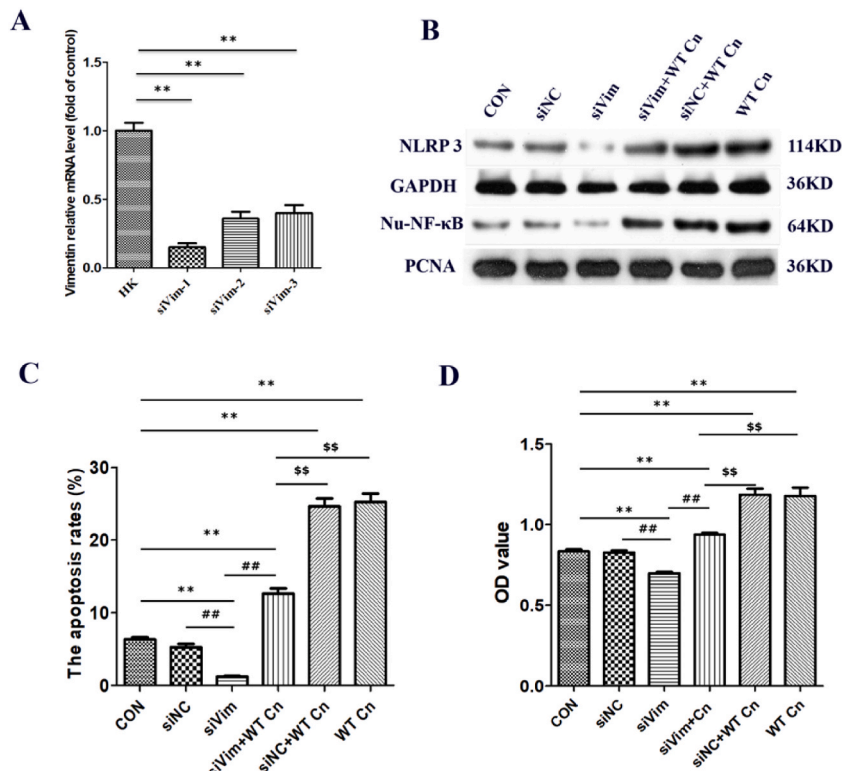 A
Vimentin relative mRNA level (fold of control)
1.5
1.0
0.5
0.0
**
**
**
HK
siVim-1
siVim-2
siVim-3
B
CON
siNC
siVim
siVim+WT Cn
siNC+WT Cn
WT Cn
NLRP 3
114KD
GAPDH
36KD
Nu-NF-κB
64KD
PCNA
36KD
C
The apoptosis rates (%)
30
20
10
0
**
**
$$
$$
**
##
**
##
CON
siNC
siVim
siVim+WT Cn
siNC+WT Cn
WT Cn
D
OD value
1.5
1.0
0.5
0.0
**
**
$$
**
$$
##
**
##
CON
siNC
siVim
siVim+Cn
siNC+WT Cn
WT Cn